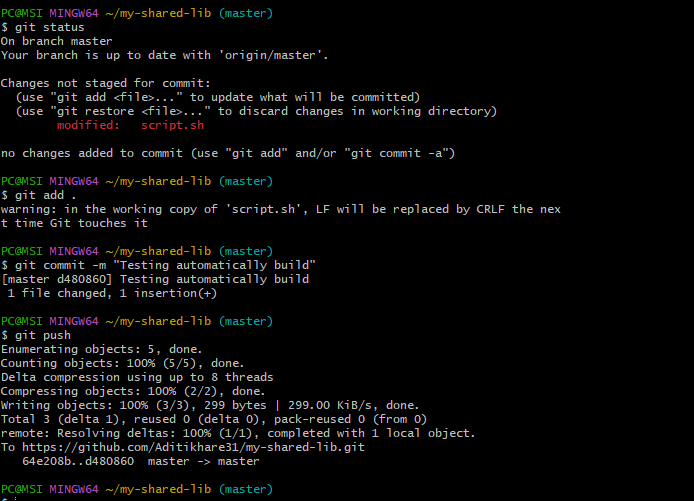 PC@MSI MINGW64 ~/my-shared-lib (master)
$ git status
On branch master
Your branch is up to date with 'origin/master'.
Changes not staged for commit:
(use "git add <file>..." to update what will be committed)
(use "git restore <file>..." to discard changes in working directory)
modified: script.sh
no changes added to commit (use "git add" and/or "git commit -a")
PC@MSI MINGW64 ~/my-shared-lib (master)
$ git add .
warning: in the working copy of 'script.sh', LF will be replaced by CRLF the nex
t time Git touches it
PC@MSI MINGW64 ~/my-shared-lib (master)
$ git commit -m "Testing automatically build"
[master d480860] Testing automatically build
1 file changed, 1 insertion(+)
PC@MSI MINGW64 ~/my-shared-lib (master)
$ git push
Enumerating objects: 5, done.
Counting objects: 100% (5/5), done.
Delta compression using up to 8 threads
Compressing objects: 100% (2/2), done.
Writing objects: 100% (3/3), 299 bytes | 299.00 KiB/s, done.
Total 3 (delta 1), reused 0 (delta 0), pack-reused 0 (from 0)
remote: Resolving deltas: 100% (1/1), completed with 1 local object.
To https://github.com/Aditikhare31/my-shared-lib.git
64e208b..d480860 master -> master
PC@MSI MINGW64 ~/my-shared-lib (master)
$